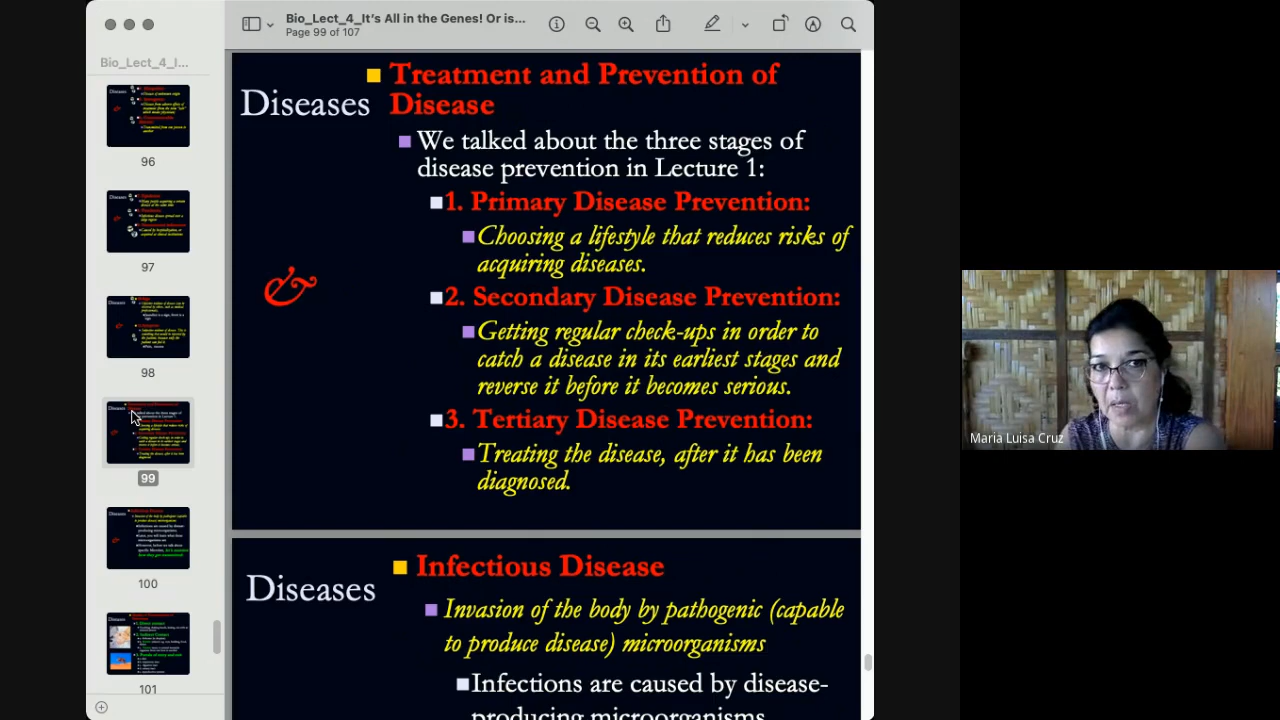 Bio_Lect_4_It's All in the Genes! Or is...
Page 99 of 107
Bio_Lect_4_I...
96
97
98
99
100
101
Diseases
Treatment and Prevention of
Disease
We talked about the three stages of
disease prevention in Lecture 1:
1. Primary Disease Prevention:
Choosing a lifestyle that reduces risks of
acquiring diseases.
&
2. Secondary Disease Prevention:
Getting regular check-ups in order to
catch a disease in its earliest stages and
reverse it before it becomes serious.
3. Tertiary Disease Prevention:
Treating the disease, after it has been
diagnosed.
Diseases
Infectious Disease
Invasion of the body by pathogenic (capable
to produce disease) microorganisms
Infections are caused by disease-
producing microorganisms
Maria Luisa Cruz